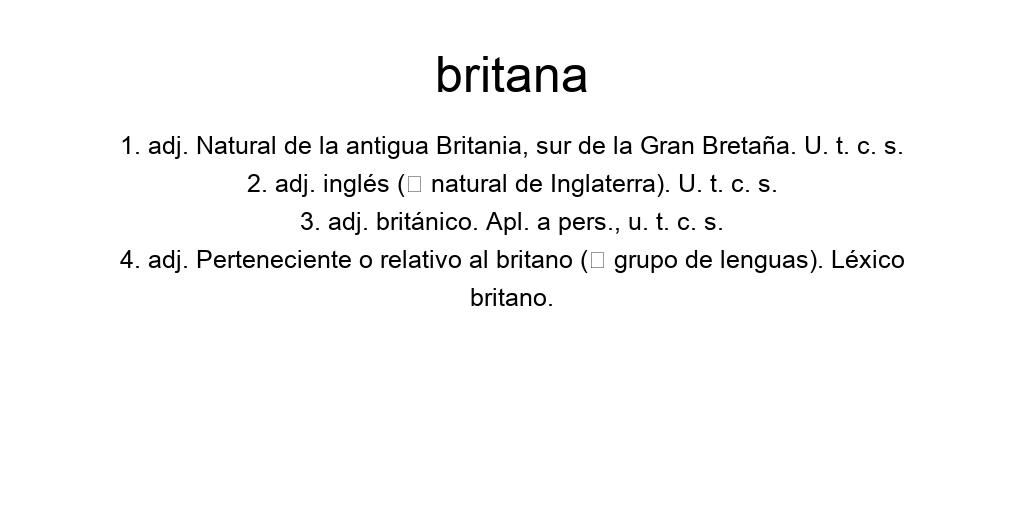 britana
1. adj. Natural de la antigua Britania, sur de la Gran Bretaña. U. t. c. s.
2. adj. inglés (□ natural de Inglaterra). U. t. c. s.
3. adj. británico. Apl. a pers., u. t. c. s.
4. adj. Perteneciente o relativo al britano (□ grupo de lenguas). Léxico
britano.